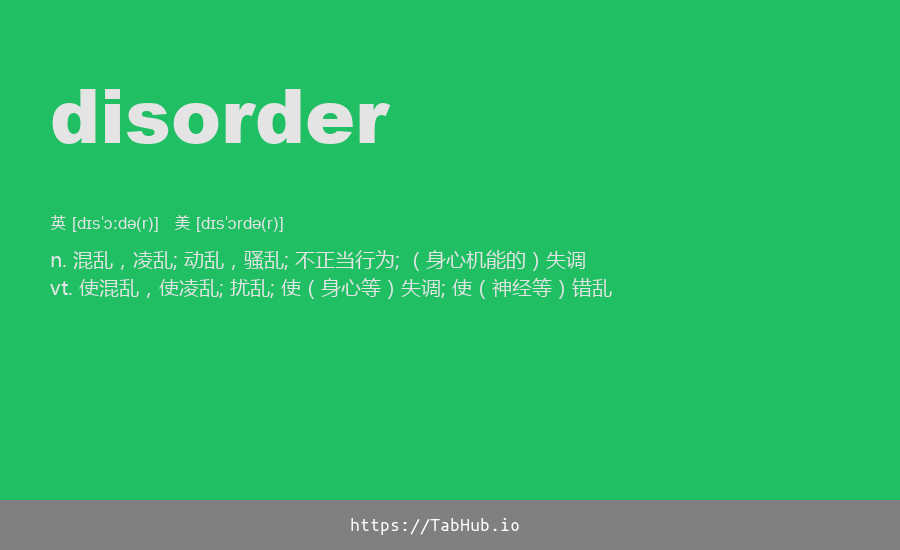 disorder
英 [dɪsˈɔːdə(r)] 美 [dɪsˈɔrdə(r)]
n. 混乱，凌乱; 动乱，骚乱; 不正当行为; （身心机能的）失调
vt. 使混乱，使凌乱; 扰乱; 使（身心等）失调; 使（神经等）错乱
https://TabHub.io